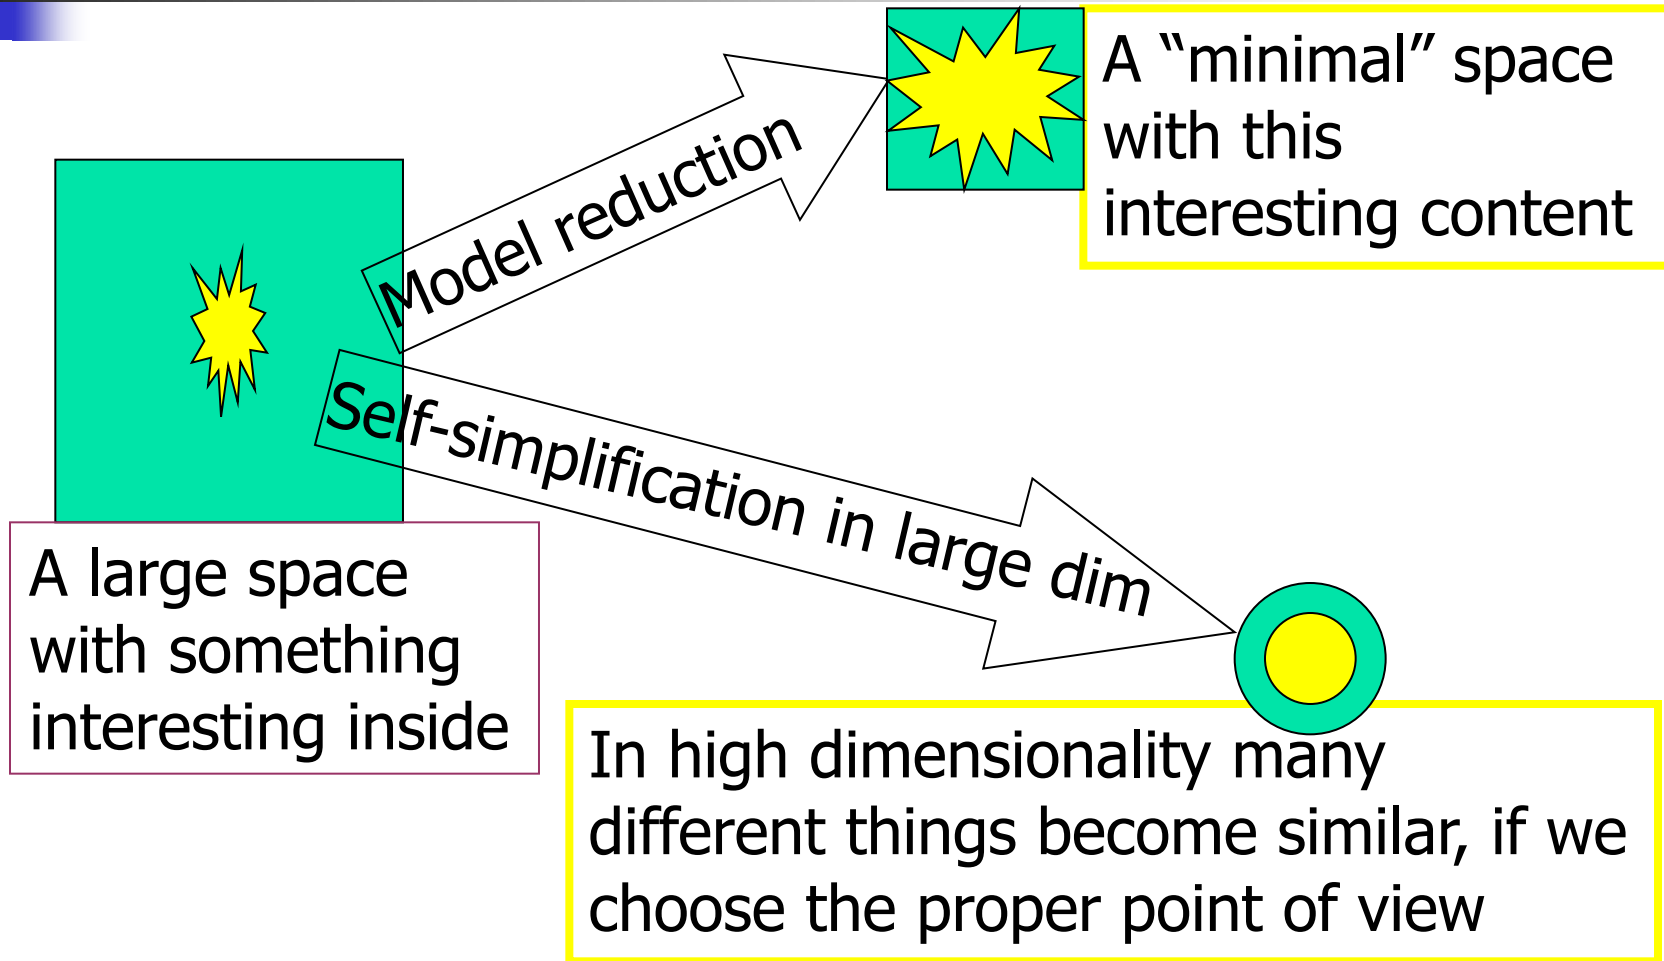 A “minimal” space
with this
interesting content
Model reduction
Self-simplification in large dim
A large space
with something
interesting inside
In high dimensionality many
different things become similar, if we
choose the proper point of view